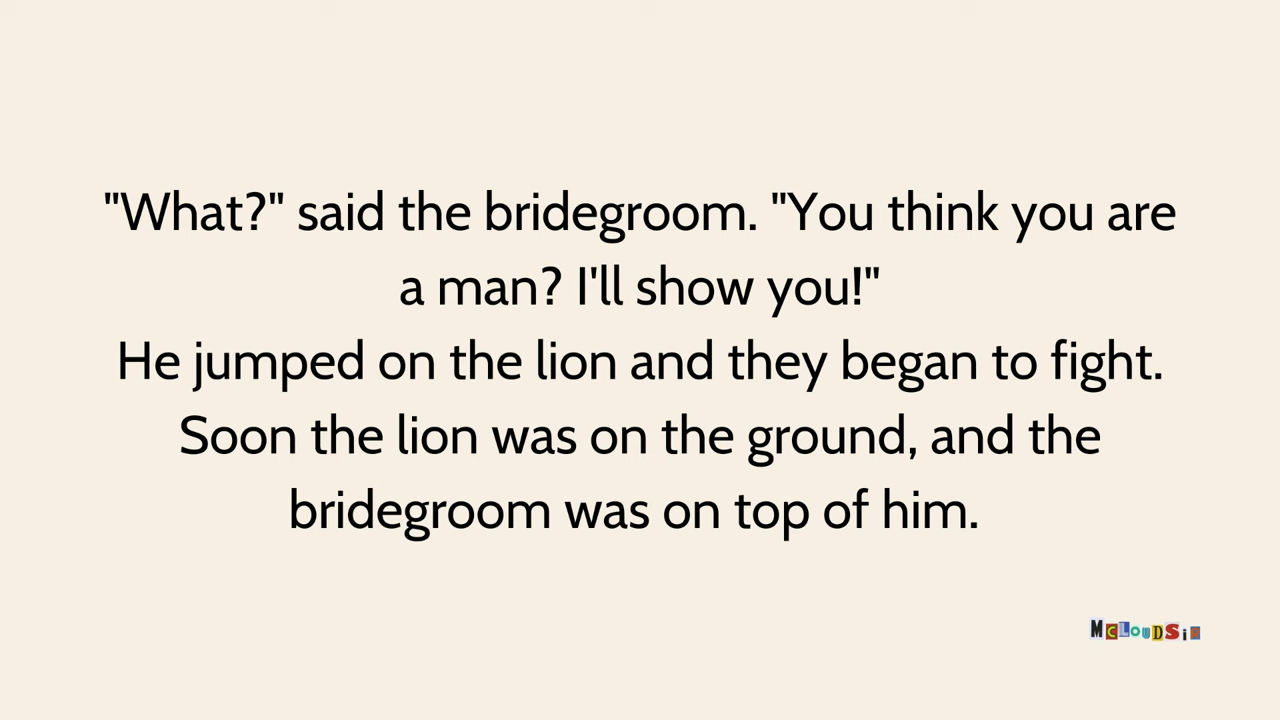 "What?" said the bridegroom. "You think you are
a man? I'll show you!"
He jumped on the lion and they began to fight.
Soon the lion was on the ground, and the
bridegroom was on top of him.